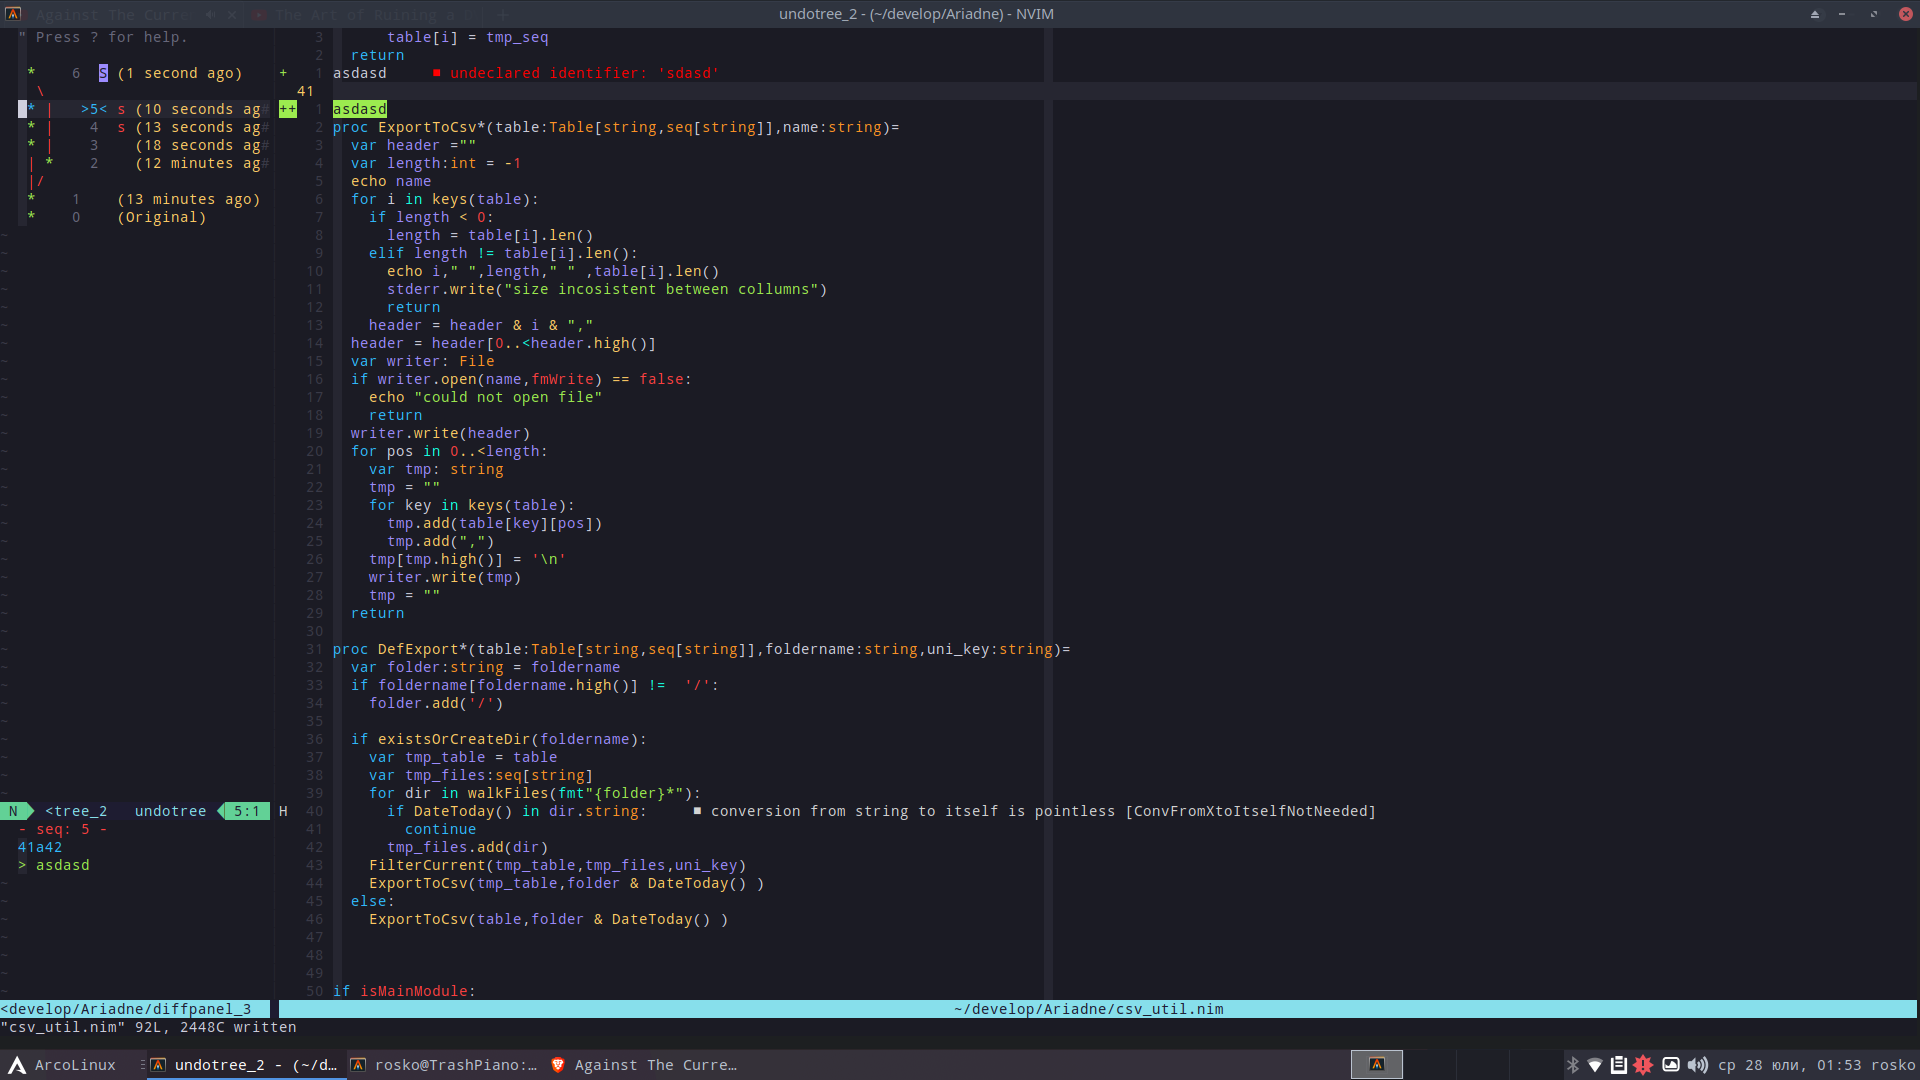 undotree_2 - (~/develop/Ariadne) - NVIM
" Press ? for help.
* 6 S (1 second ago)
\
* | >5< s (10 seconds ag#
* | 4 s (13 seconds ag#
* | 3 (18 seconds ag#
| * 2 (12 minutes ag#
|/
* 1 (13 minutes ago)
* 0 (Original)
N <tree_2 undotree 5:1
- seq: 5 -
41a42
> asdasd
<develop/Ariadne/diffpanel_3
3 table[i] = tmp_seq
2 return
+ 1 asdasd ■ undeclared identifier: 'sdasd'
41
++ 1 asdasd
2 proc ExportToCsv*(table:Table[string,seq[string]],name:string)=
3 var header =""
4 var length:int = -1
5 echo name
6 for i in keys(table):
7 if length < 0:
8 length = table[i].len()
9 elif length != table[i].len():
10 echo i," ",length," " ,table[i].len()
11 stderr.write("size incosistent between collumns")
12 return
13 header = header & i & ","
14 header = header[0..<header.high()]
15 var writer: File
16 if writer.open(name,fmWrite) == false:
17 echo "could not open file"
18 return
19 writer.write(header)
20 for pos in 0..<length:
21 var tmp: string
22 tmp = ""
23 for key in keys(table):
24 tmp.add(table[key][pos])
25 tmp.add(",")
26 tmp[tmp.high()] = '\n'
27 writer.write(tmp)
28 tmp = ""
29 return
30
31 proc DefExport*(table:Table[string,seq[string]],foldername:string,uni_key:string)=
32 var folder:string = foldername
33 if foldername[foldername.high()] !=  '/':
34 folder.add('/')
35
36 if existsOrCreateDir(foldername):
37 var tmp_table = table
38 var tmp_files:seq[string]
39 for dir in walkFiles(fmt"{folder}*"):
H 40 if DateToday() in dir.string: ■ conversion from string to itself is pointless [ConvFromXtoItselfNotNeeded]
41 continue
42 tmp_files.add(dir)
43 FilterCurrent(tmp_table,tmp_files,uni_key)
44 ExportToCsv(tmp_table,folder & DateToday() )
45 else:
46 ExportToCsv(table,folder & DateToday() )
47
48
49
50 if isMainModule:
~/develop/Ariadne/csv_util.nim
"csv_util.nim" 92L, 2448C written
ArcoLinux undotree_2 - (~/d… rosko@TrashPiano:… Against The Curre… ср 28 юли, 01:53 rosko